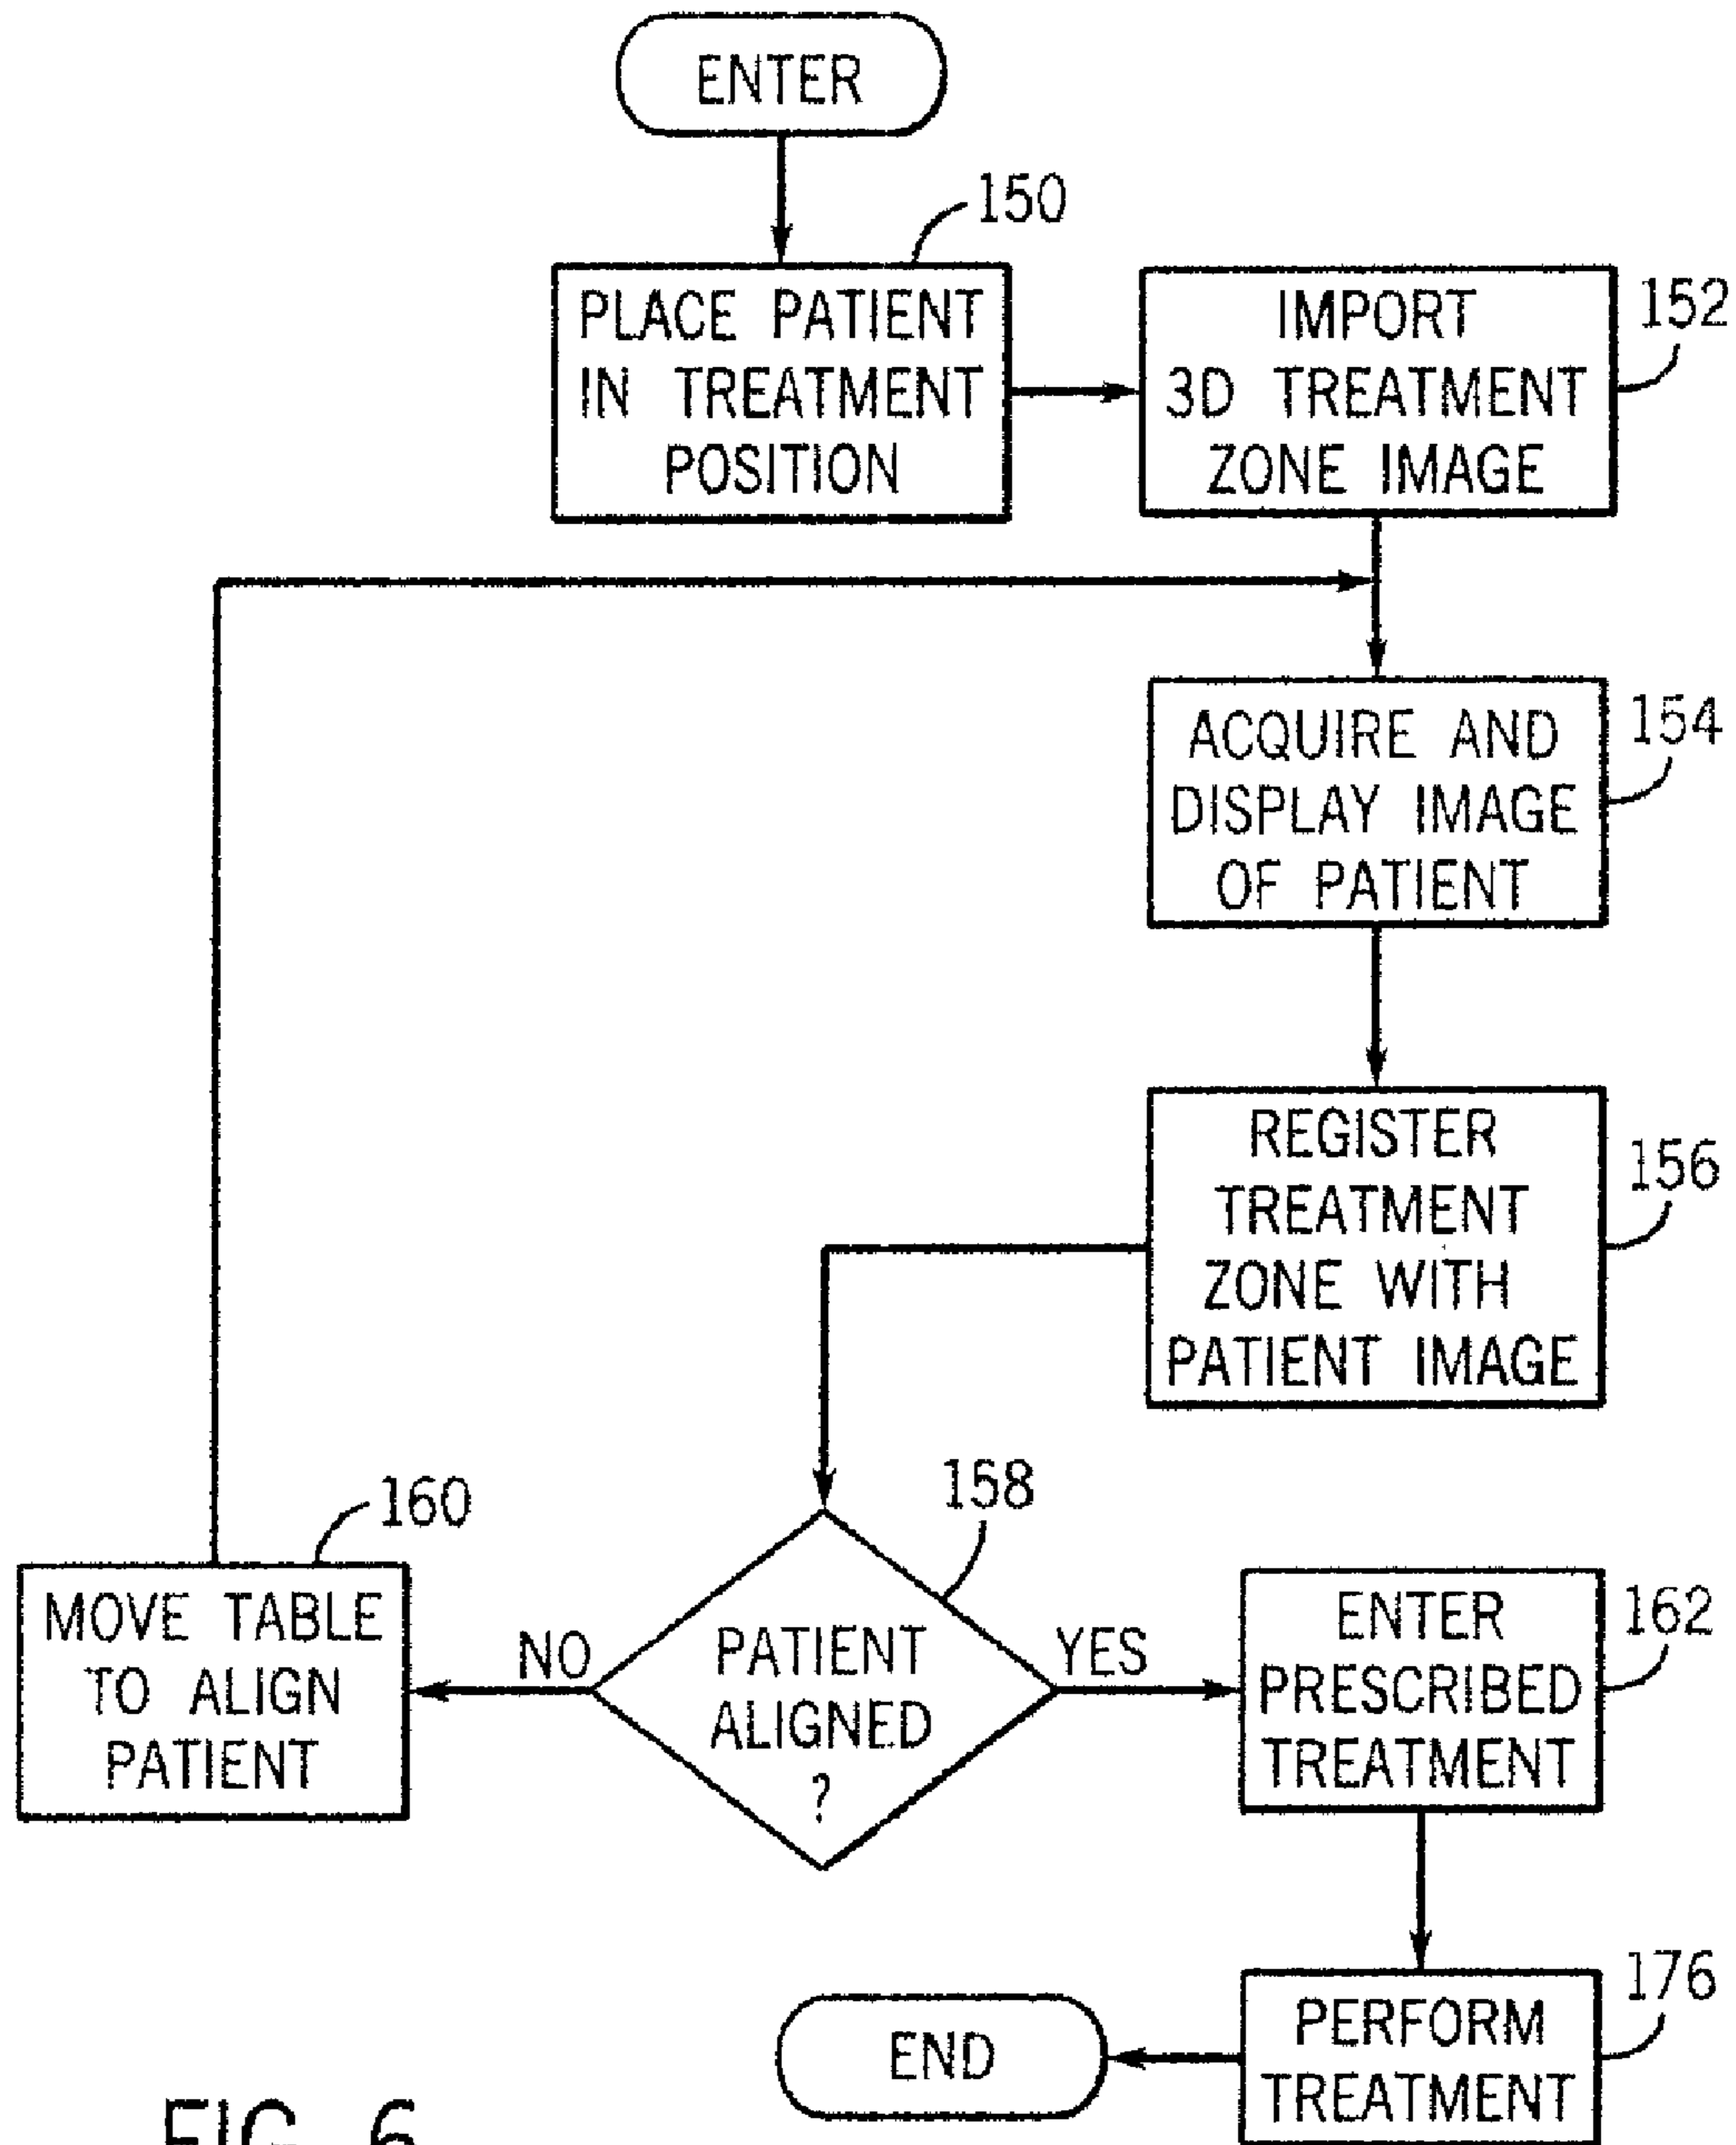 ENTER
150
PLACE PATIENT
IN TREATMENT
POSITION
152
IMPORT
3D TREATMENT
ZONE IMAGE
154
ACQUIRE AND
DISPLAY IMAGE
OF PATIENT
156
REGISTER
TREATMENT
ZONE WITH
PATIENT IMAGE
158
PATIENT
ALIGNED
?
NO
YES
160
MOVE TABLE
TO ALIGN
PATIENT
162
ENTER
PRESCRIBED
TREATMENT
176
PERFORM
TREATMENT
END
FIG. 6